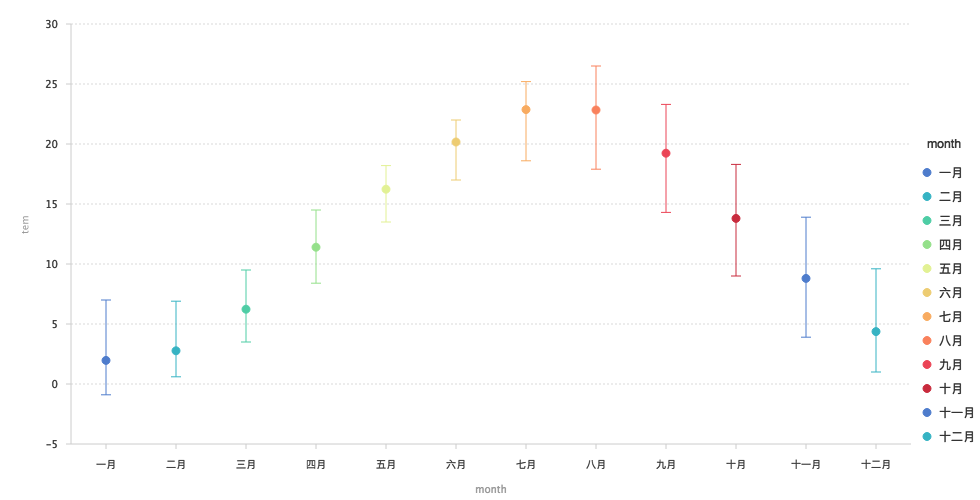 30
25
20
15
10
5
0
-5
tem
一月 二月 三月 四月 五月 六月 七月 八月 九月 十月 十一月 十二月
month
month
一月
二月
三月
四月
五月
六月
七月
八月
九月
十月
十一月
十二月